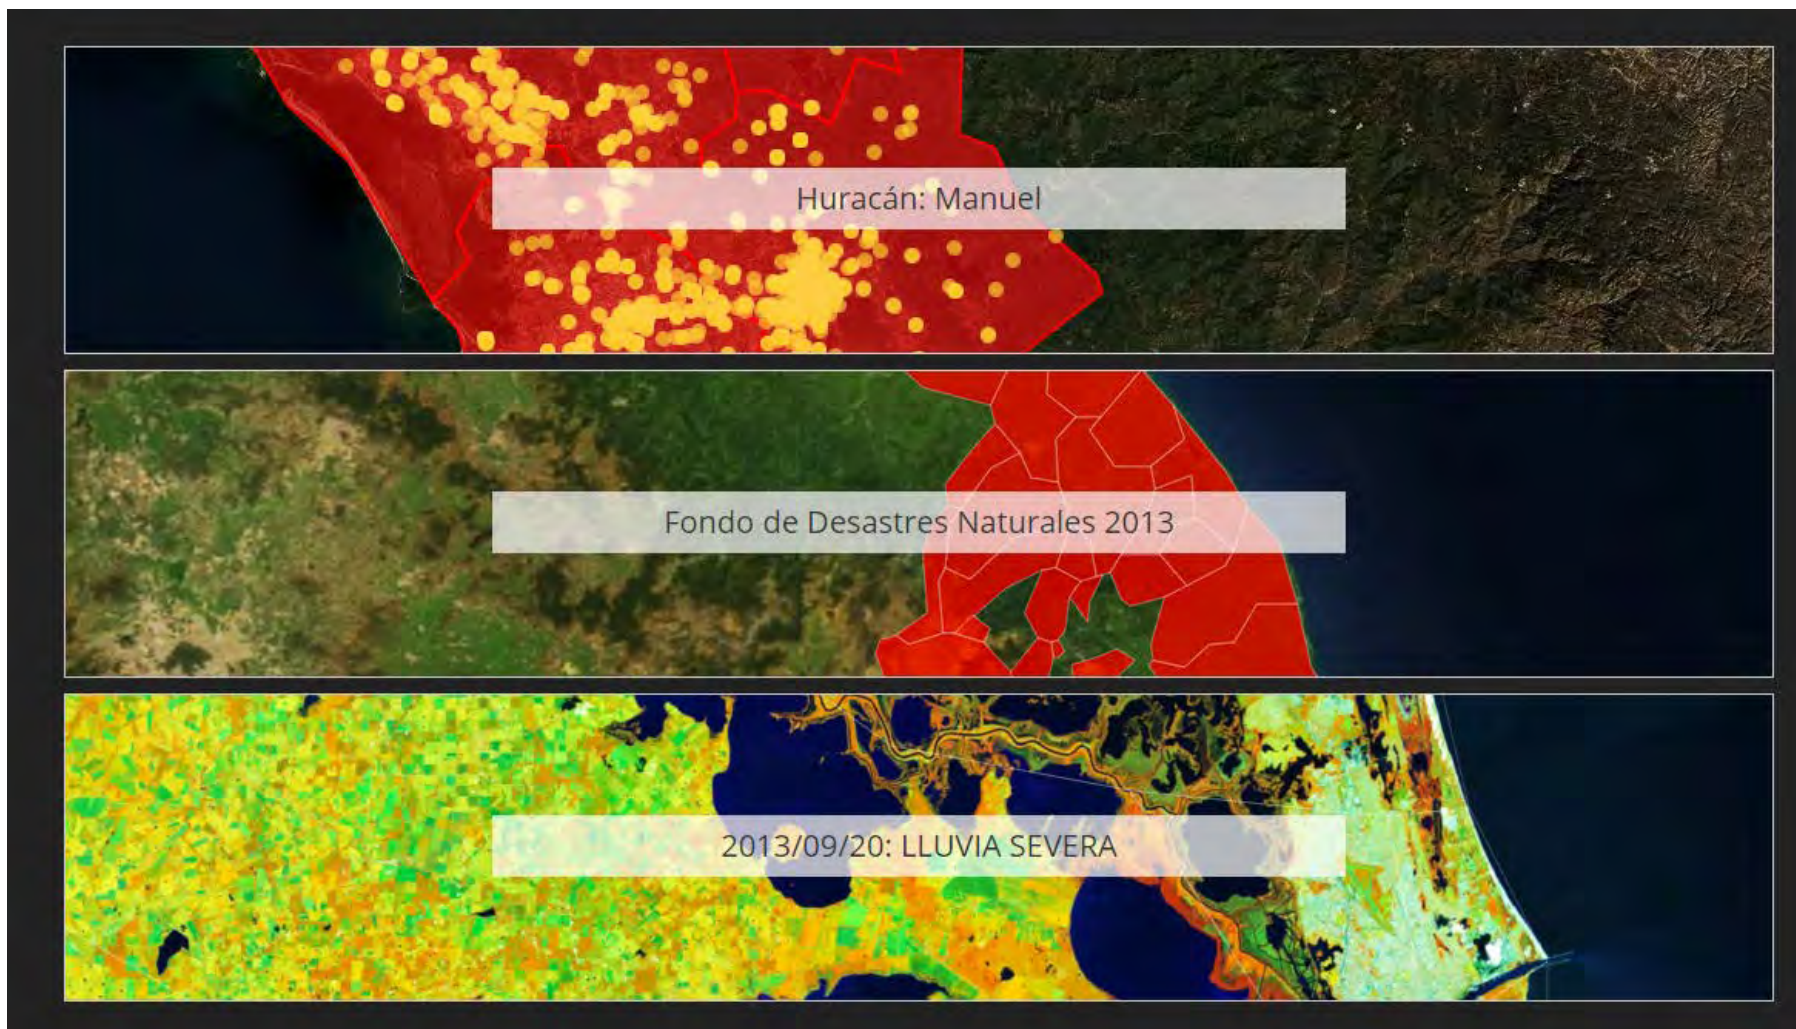 Huracán: Manuel
Fondo de Desastres Naturales 2013
2013/09/20: LLUVIA SEVERA